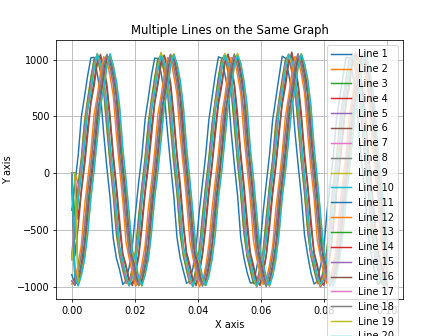 Multiple Lines on the Same Graph
Y axis
1000
500
0
−500
−1000
0.00
0.02
0.04
0.06
X axis
Line 1
Line 2
Line 3
Line 4
Line 5
Line 6
Line 7
Line 8
Line 9
Line 10
Line 11
Line 12
Line 13
Line 14
Line 15
Line 16
Line 17
Line 18
Line 19
Line 20